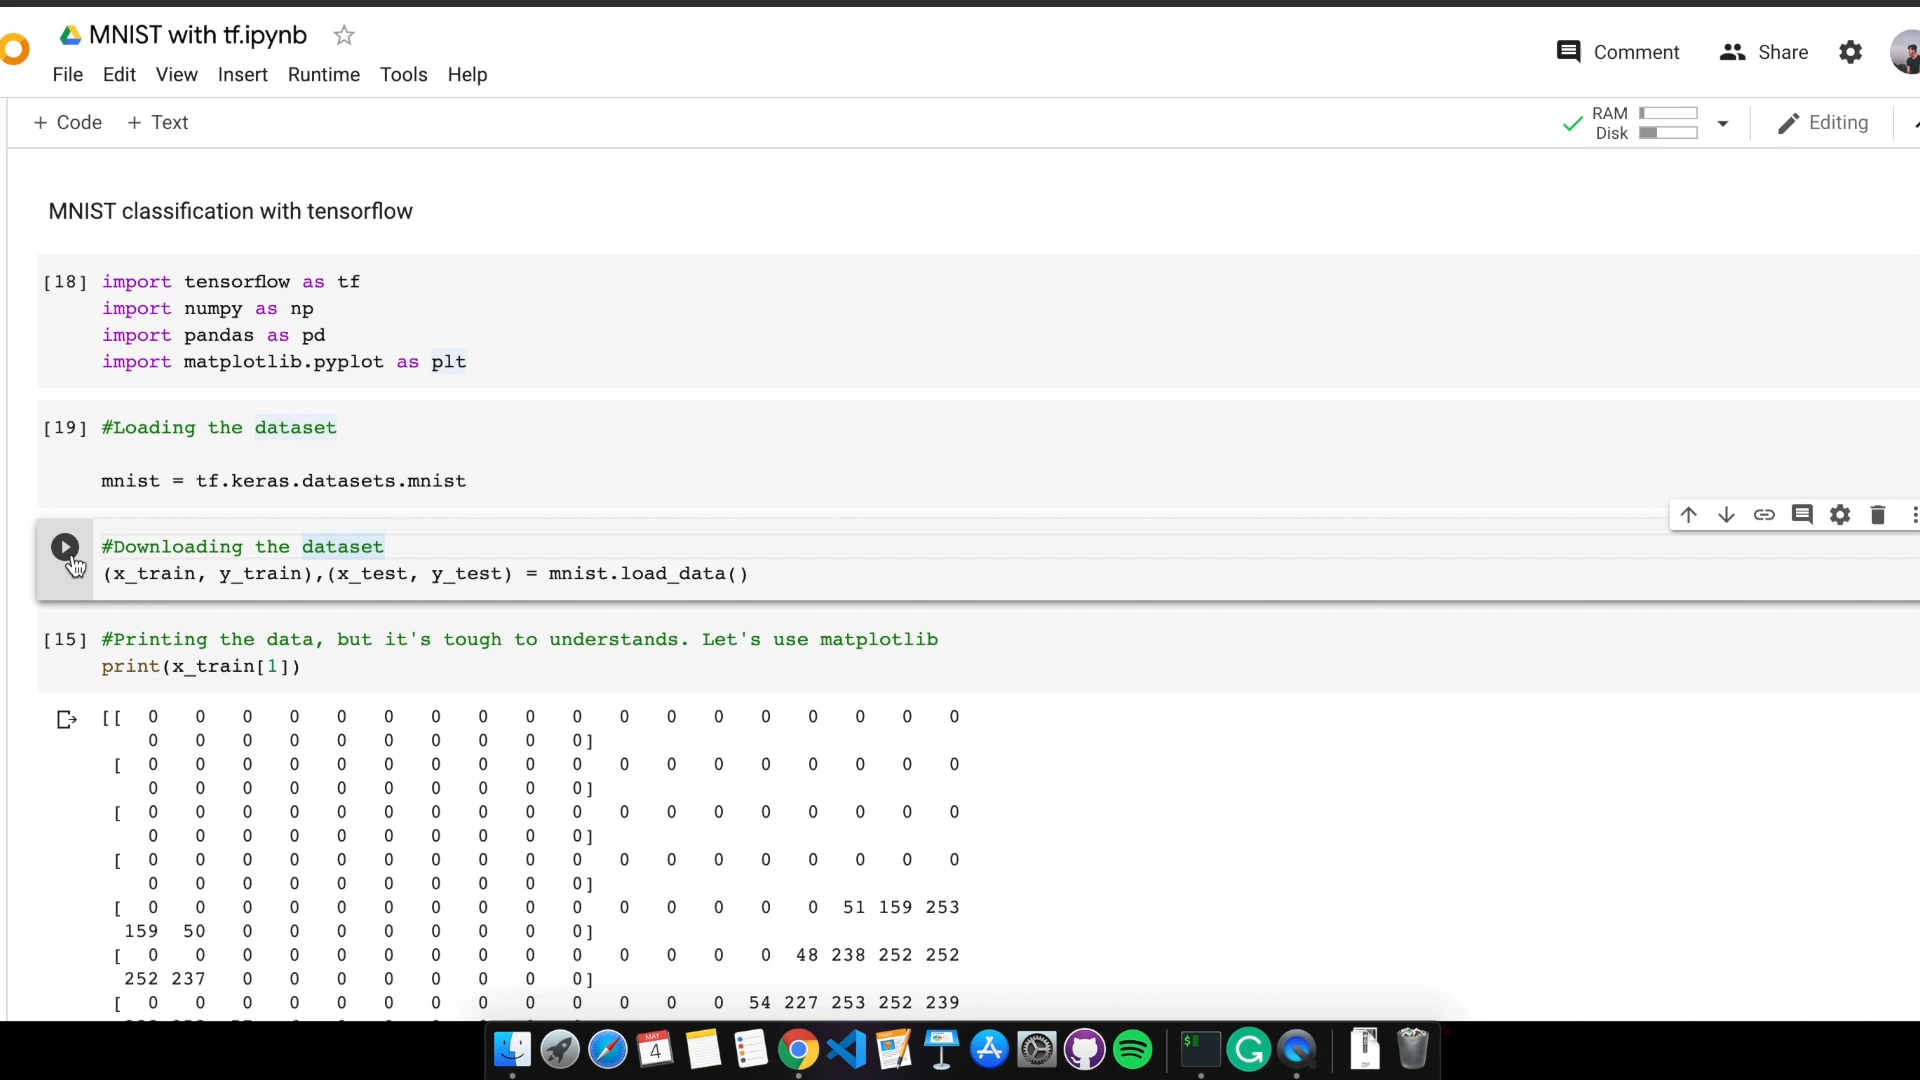 MNIST with tf.ipynb
Comment
Share
File Edit View Insert Runtime Tools Help
+ Code + Text
RAM
Disk
Editing
MNIST classification with tensorflow
[18] import tensorflow as tf
import numpy as np
import pandas as pd
import matplotlib.pyplot as plt
[19] #Loading the dataset
mnist = tf.keras.datasets.mnist
#Downloading the dataset
(x_train, y_train),(x_test, y_test) = mnist.load_data()
[15] #Printing the data, but it's tough to understands. Let's use matplotlib
print(x_train[1])
[[ 0 0 0 0 0 0 0 0 0 0 0 0 0 0 0 0 0 0
0 0 0 0 0 0 0 0 0 0]
[ 0 0 0 0 0 0 0 0 0 0 0 0 0 0 0 0 0 0
0 0 0 0 0 0 0 0 0 0]
[ 0 0 0 0 0 0 0 0 0 0 0 0 0 0 0 0 0 0
0 0 0 0 0 0 0 0 0 0]
[ 0 0 0 0 0 0 0 0 0 0 0 0 0 0 0 0 0 0
0 0 0 0 0 0 0 0 0 0]
[ 0 0 0 0 0 0 0 0 0 0 0 0 0 0 0 51 159 253
159 50 0 0 0 0 0 0 0 0]
[ 0 0 0 0 0 0 0 0 0 0 0 0 0 0 48 238 252 252
252 237 0 0 0 0 0 0 0 0]
[ 0 0 0 0 0 0 0 0 0 0 0 0 0 54 227 253 252 239
MAY
4
$
ZIP